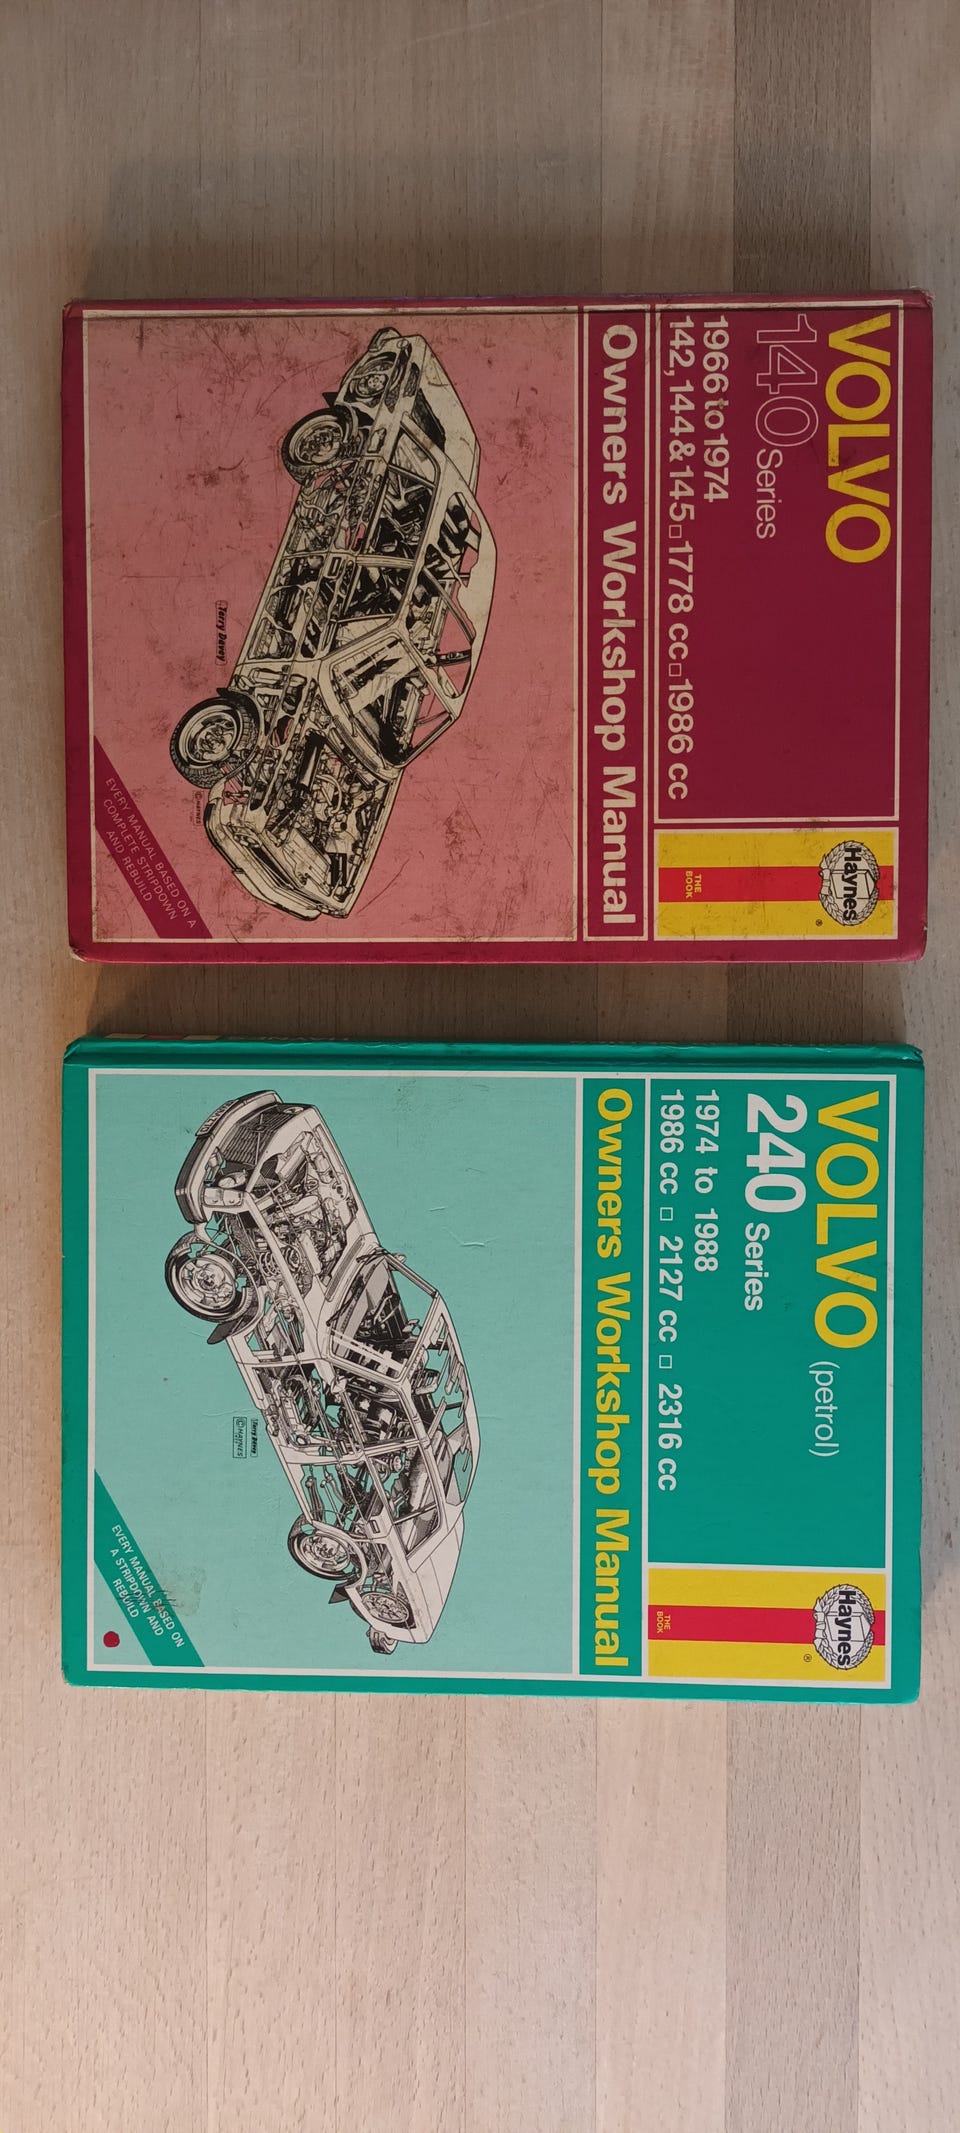 VOLVO
140 Series
1966 to 1974
142, 144 & 145 □ 1778 cc □ 1986 cc
Haynes
®
THE
BOOK
Owners Workshop Manual
Terry Davey
EVERY MANUAL BASED ON A
COMPLETE STRIPDOWN
AND REBUILD
VOLVO (petrol)
240 Series
1974 to 1988
1986 cc □ 2127 cc □ 2316 cc
Haynes
®
THE
BOOK
Owners Workshop Manual
Terry Davey
© HAYNES
EVERY MANUAL BASED ON
A STRIPDOWN AND
REBUILD